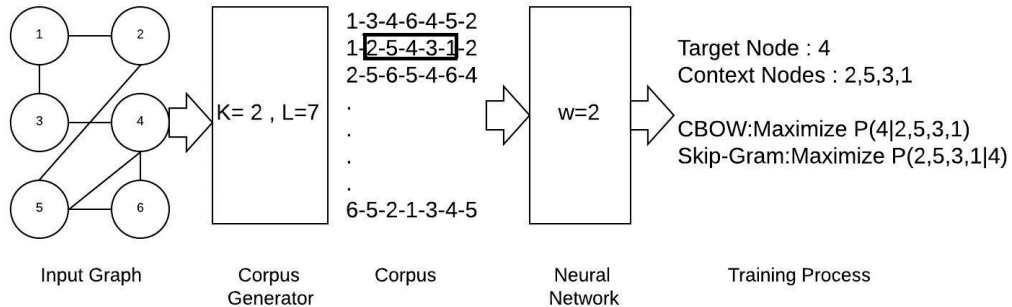 1
2
3
4
5
6
K= 2 , L=7
1-3-4-6-4-5-2
1-2-5-4-3-1-2
2-5-6-5-4-6-4
.
.
.
.
6-5-2-1-3-4-5
w=2
Target Node : 4
Context Nodes : 2,5,3,1
CBOW:Maximize P(4|2,5,3,1)
Skip-Gram:Maximize P(2,5,3,1|4)
Input Graph
Corpus
Generator
Corpus
Neural
Network
Training Process